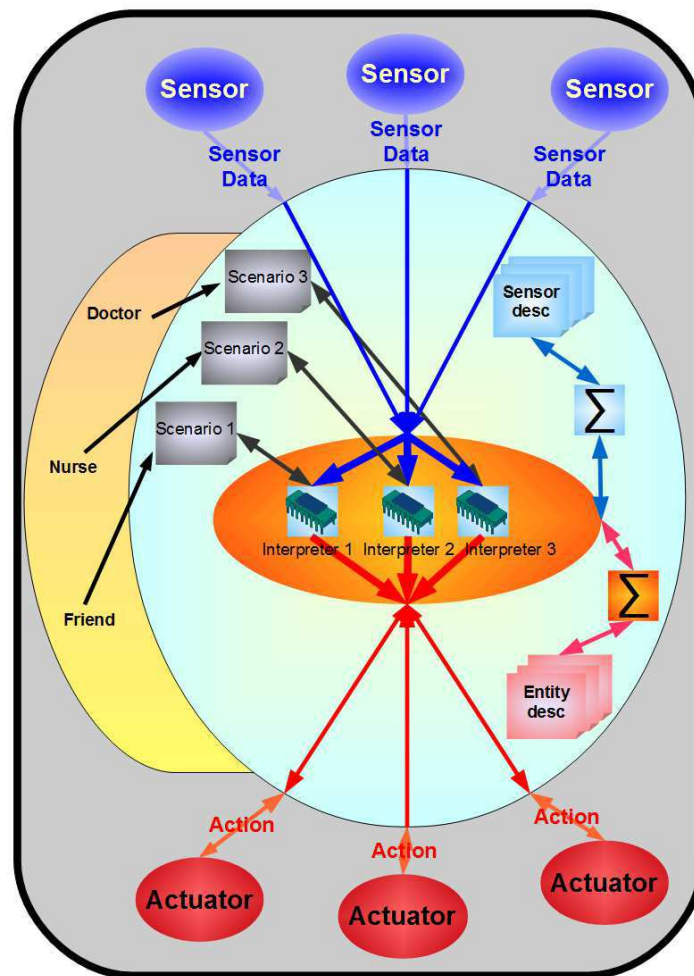 Sensor
Sensor
Sensor
Sensor
Data
Sensor
Data
Sensor
Data
Scenario 3
Sensor
desc
Doctor
Scenario 2
Σ
Scenario 1
Nurse
Interpreter 1
Interpreter 2
Interpreter 3
Σ
Friend
Entity
desc
Action
Action
Action
Actuator
Actuator
Actuator